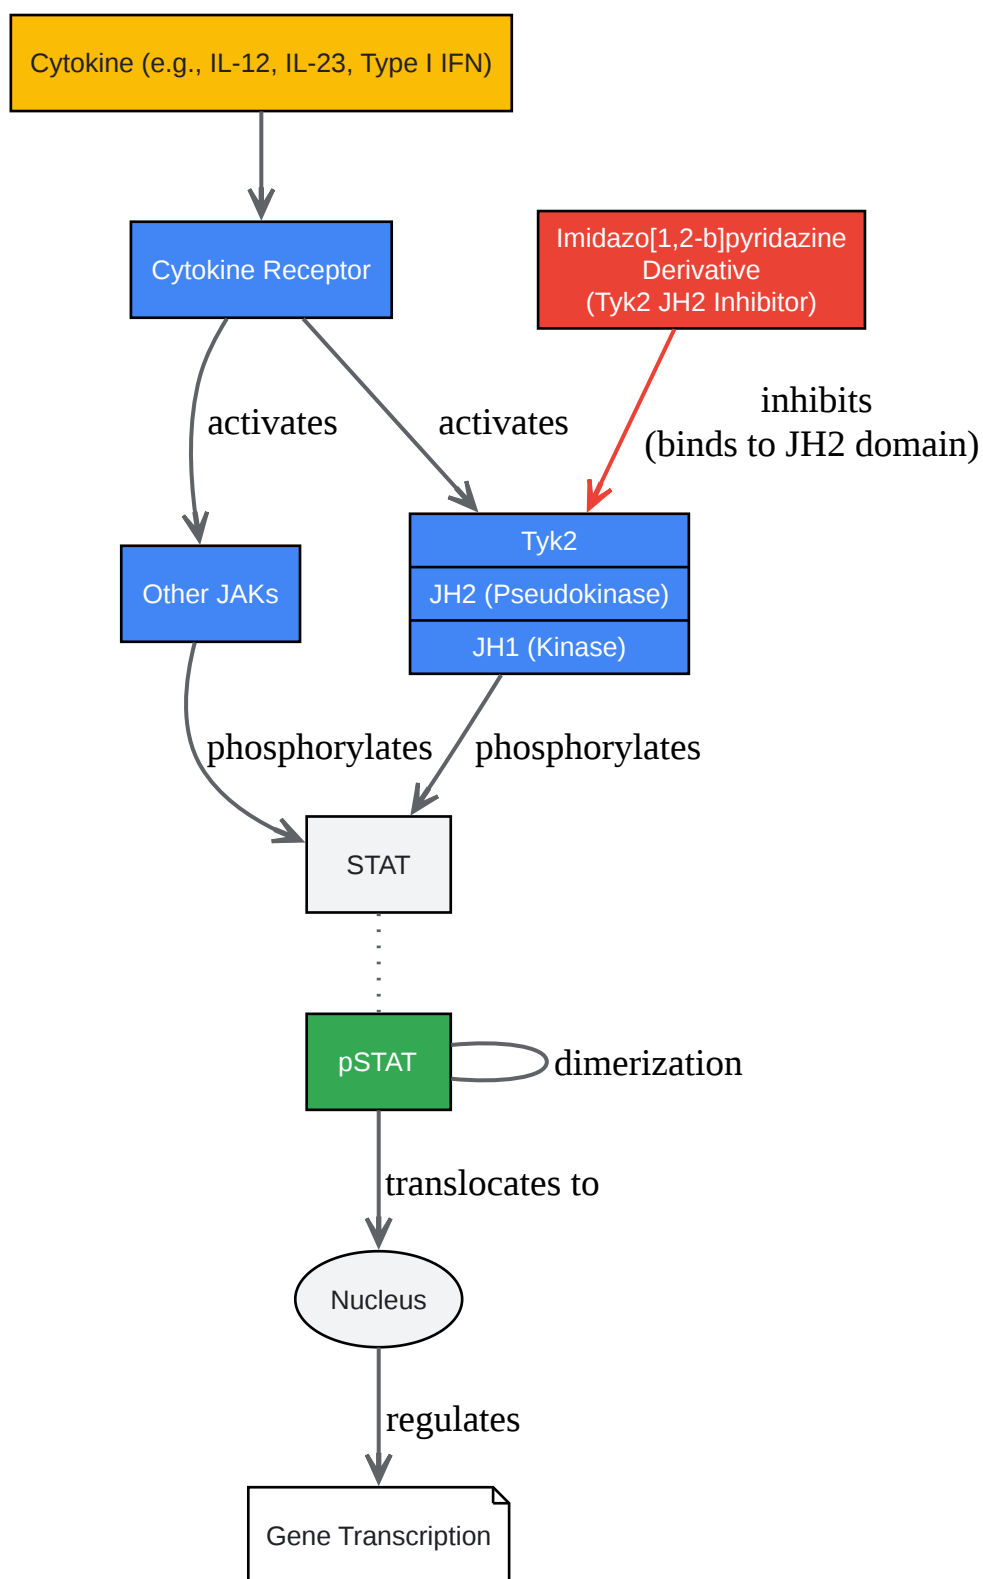 Cytokine (e.g., IL-12, IL-23, Type I IFN)
Cytokine Receptor
Imidazo[1,2-b]pyridazine
Derivative
(Tyk2 JH2 Inhibitor)
activates
activates
inhibits
(binds to JH2 domain)
Other JAKs
Tyk2
JH2 (Pseudokinase)
JH1 (Kinase)
phosphorylates
phosphorylates
STAT
pSTAT
dimerization
translocates to
Nucleus
regulates
Gene Transcription